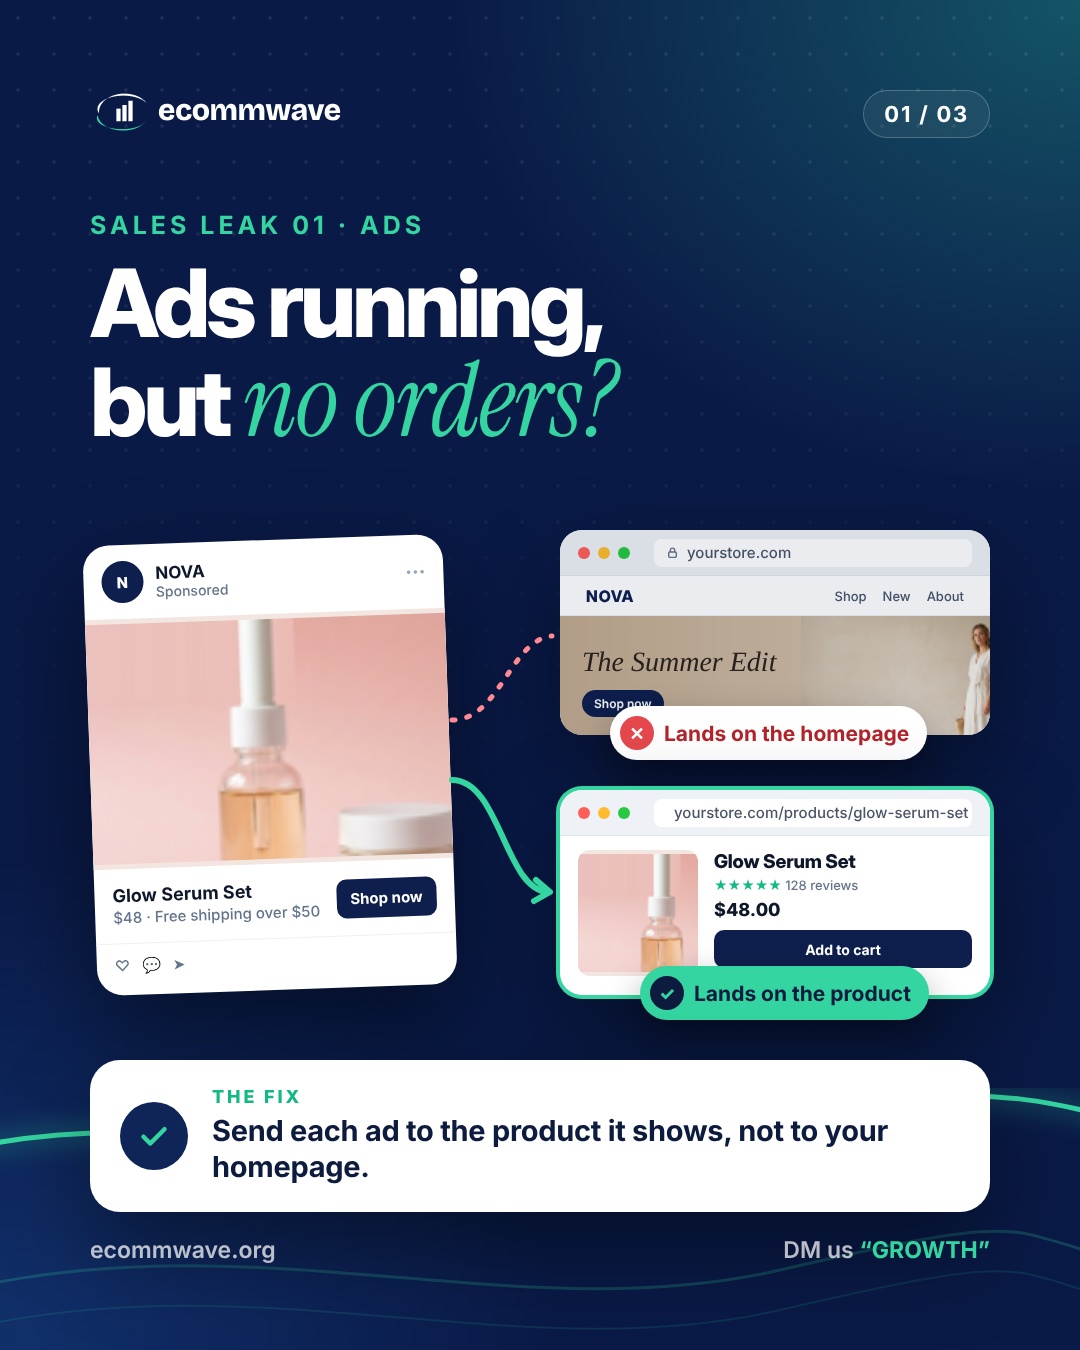 ecommwave
01 / 03
SALES LEAK 01 · ADS
Ads running,
but no orders?
N
NOVA
Sponsored
Glow Serum Set
$48 · Free shipping over $50
Shop now
yourstore.com
NOVA
Shop New About
The Summer Edit
Shop now
Lands on the homepage
yourstore.com/products/glow-serum-set
Glow Serum Set
★★★★★ 128 reviews
$48.00
Add to cart
Lands on the product
THE FIX
Send each ad to the product it shows, not to your
homepage.
ecommwave.org
DM us “GROWTH”